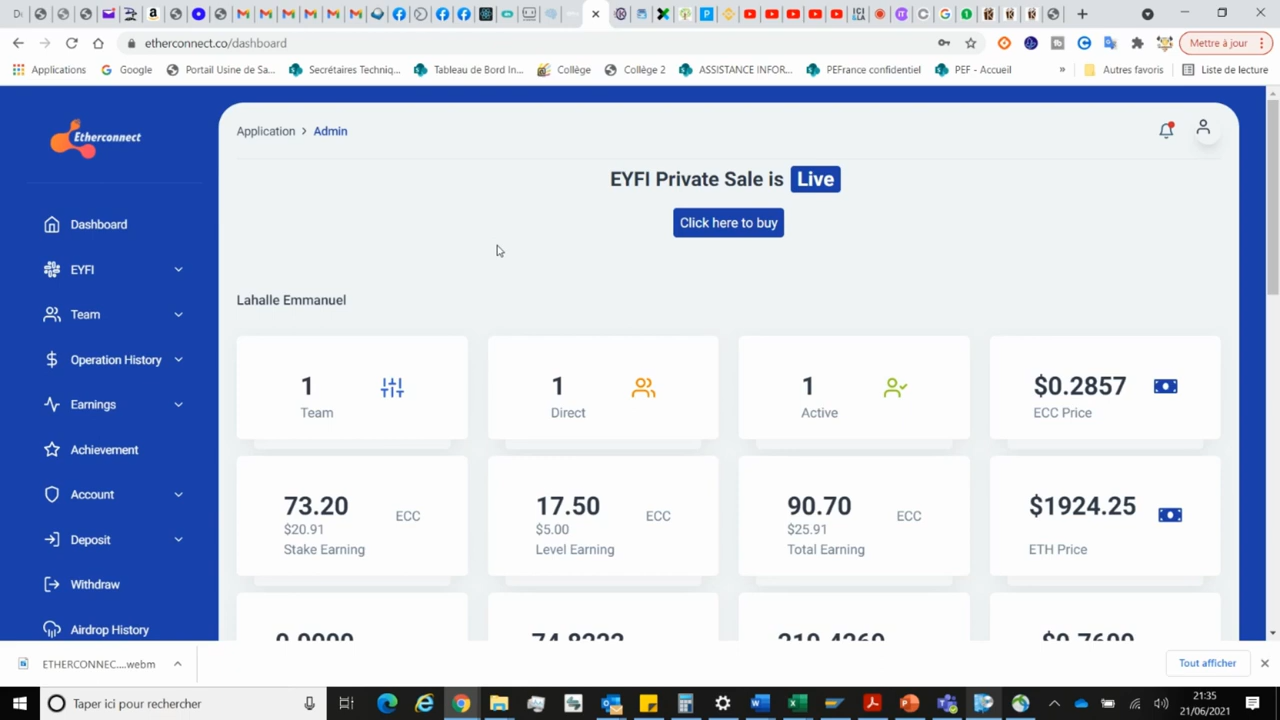 etherconnect.co/dashboard
Mettre à jour
Applications
Google
Portail Usine de Sa...
Secrétaires Techniq...
Tableau de Bord In...
Collège
Collège 2
ASSISTANCE INFOR...
PEFrance confidentiel
PEF - Accueil
»
Autres favoris
Liste de lecture
Etherconnect
Application > Admin
EYFI Private Sale is Live
Click here to buy
Dashboard
EYFI
Team
Operation History
Earnings
Achievement
Account
Deposit
Withdraw
Airdrop History
Lahalle Emmanuel
1
Team
1
Direct
1
Active
$0.2857
ECC Price
73.20
ECC
$20.91
Stake Earning
17.50
ECC
$5.00
Level Earning
90.70
ECC
$25.91
Total Earning
$1924.25
ETH Price
ETHERCONNEC....webm
Tout afficher
Taper ici pour rechercher
21:35
21/06/2021